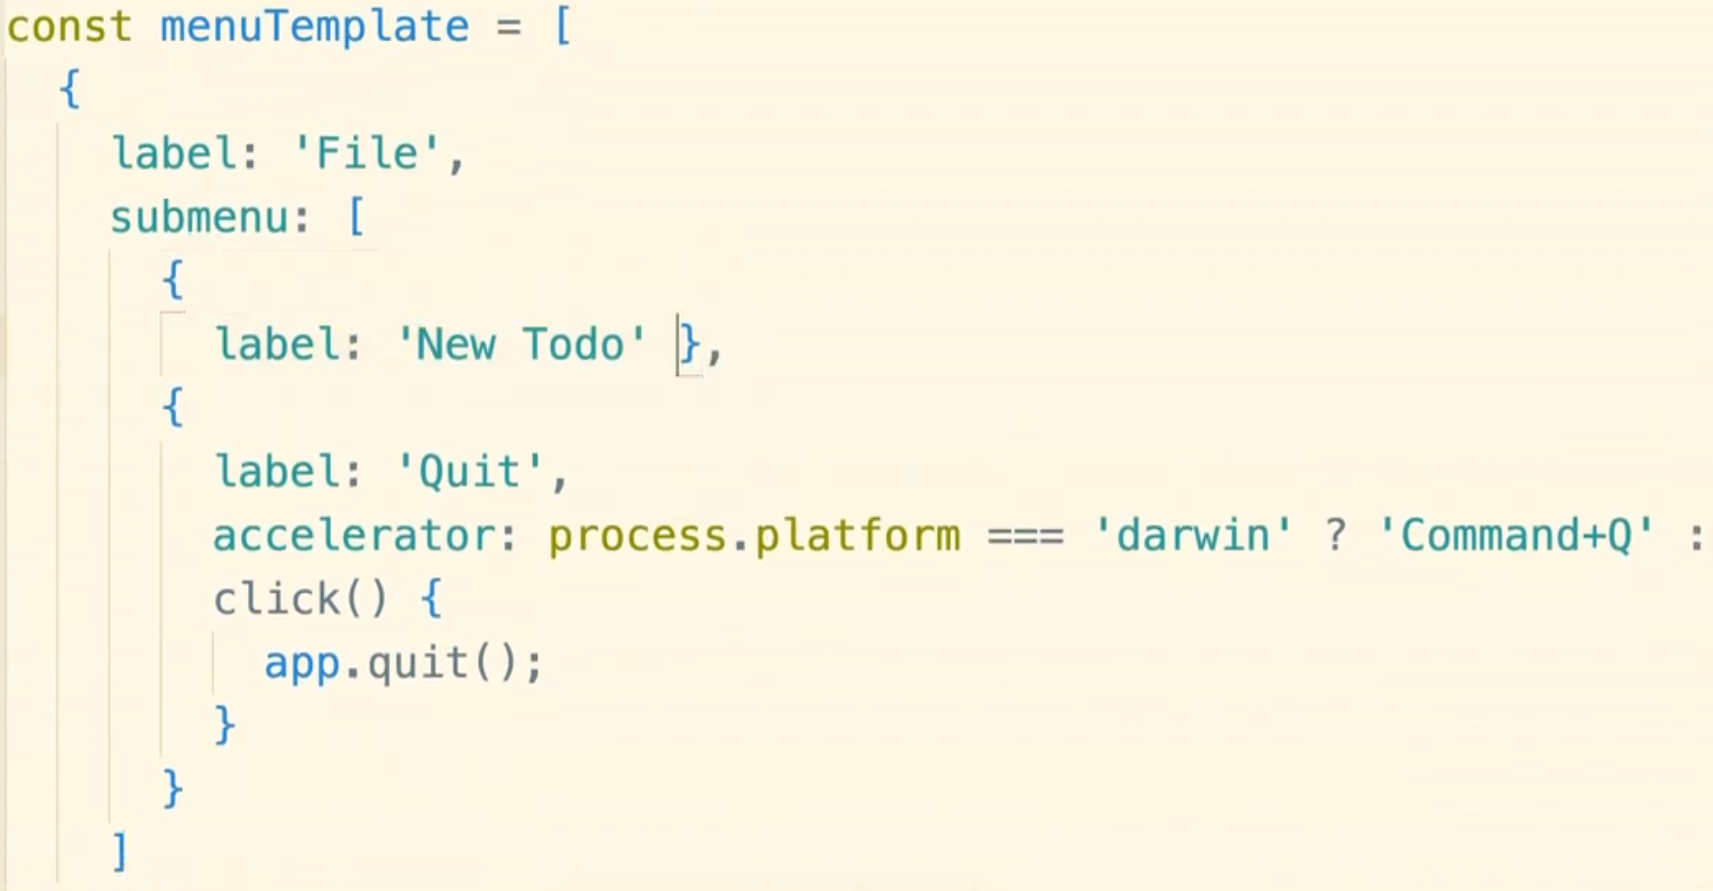 const menuTemplate = [
  {
    label: 'File',
    submenu: [
      {
        label: 'New Todo' },
      {
        label: 'Quit',
        accelerator: process.platform === 'darwin' ? 'Command+Q' :
        click() {
          app.quit();
        }
      }
    ]